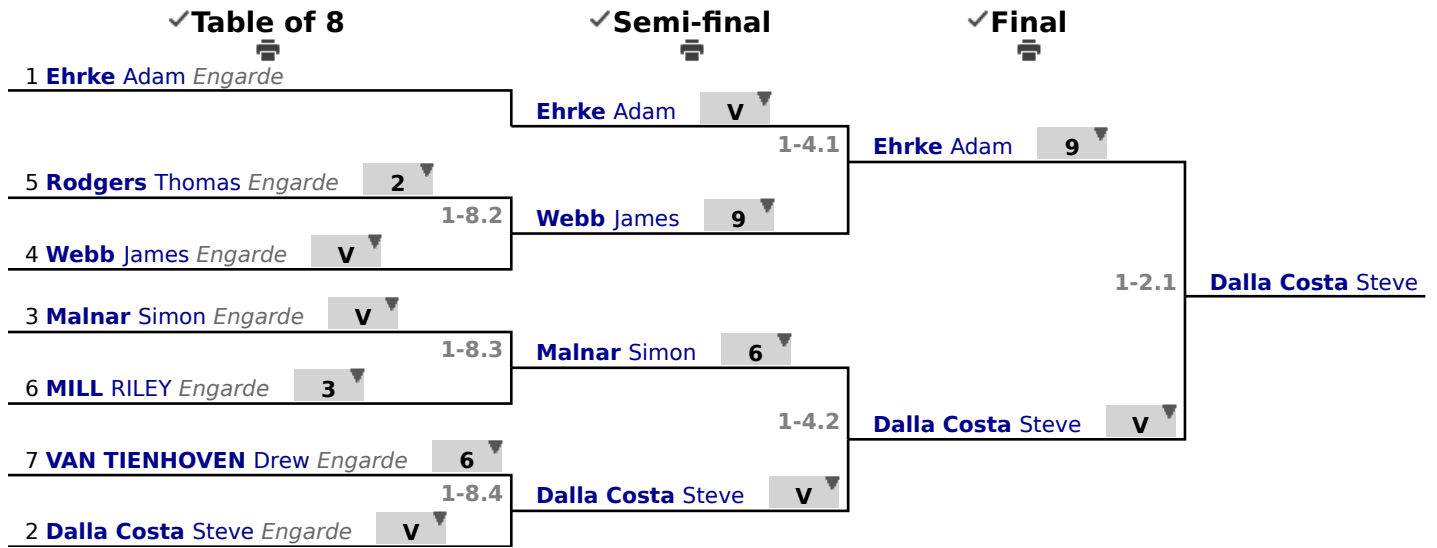 ✓Table of 8 ✓Semi-final ✓Final
1 Ehrke Adam Engarde
Ehrke Adam V
1-4.1
Ehrke Adam 9
5 Rodgers Thomas Engarde 2
1-8.2
Webb James 9
4 Webb James Engarde V
1-2.1
Dalla Costa Steve
3 Malnar Simon Engarde V
1-8.3
Malnar Simon 6
6 MILL RILEY Engarde 3
1-4.2
Dalla Costa Steve V
7 VAN TIENHOVEN Drew Engarde 6
1-8.4
Dalla Costa Steve V
2 Dalla Costa Steve Engarde V